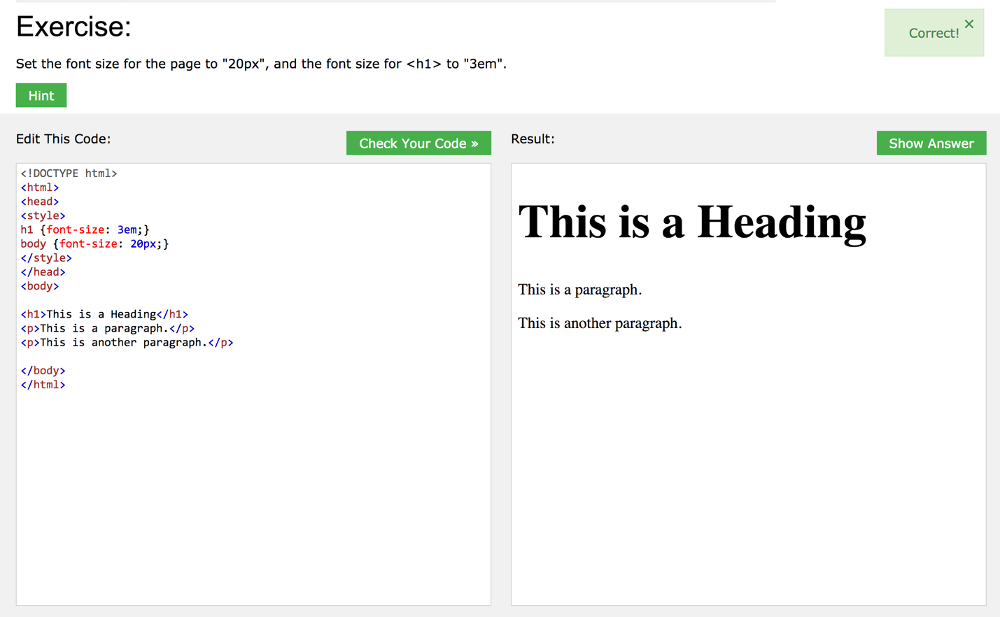 Exercise:
Correct! ×
Set the font size for the page to "20px", and the font size for <h1> to "3em".
Hint
Edit This Code:
Check Your Code »
<!DOCTYPE html>
<html>
<head>
<style>
h1 {font-size: 3em;}
body {font-size: 20px;}
</style>
</head>
<body>
<h1>This is a Heading</h1>
<p>This is a paragraph.</p>
<p>This is another paragraph.</p>
</body>
</html>
Result:
Show Answer
This is a Heading
This is a paragraph.
This is another paragraph.